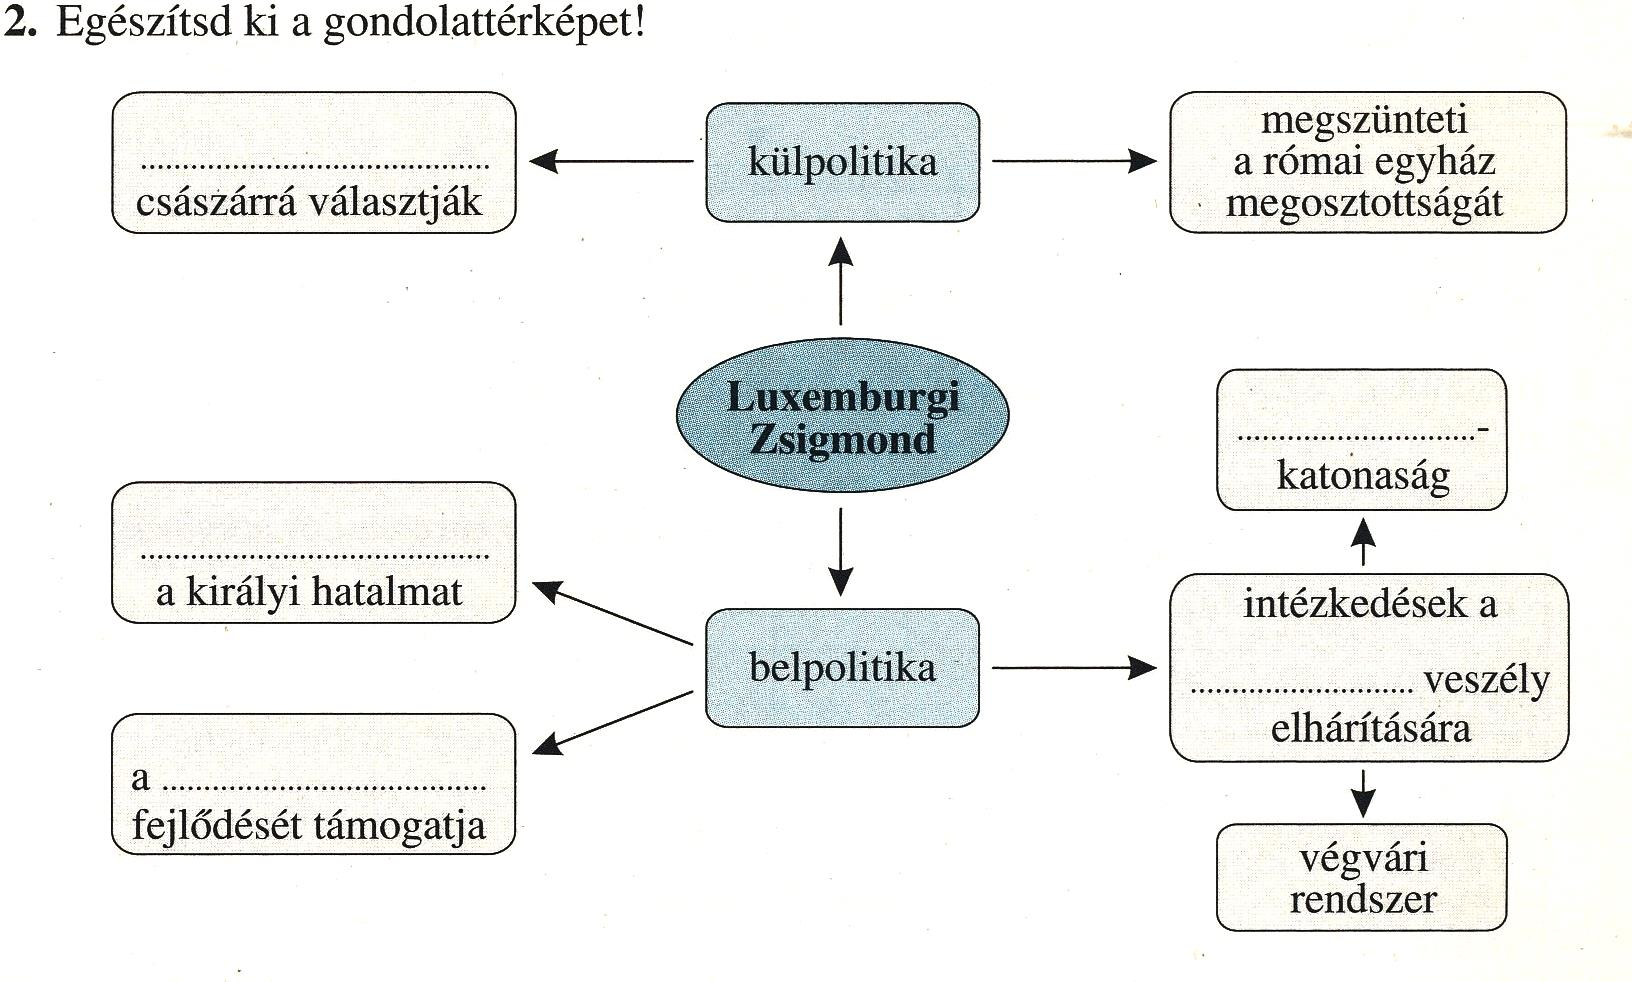 2. Egészítsd ki a gondolattérképet!
....................................
császárrá választják
külpolitika
megszünteti
a római egyház
megosztottságát
Luxemburgi
Zsigmond
............................-
katonaság
....................................
a királyi hatalmat
belpolitika
intézkedések a
.......................... veszély
elhárítására
a ....................................
fejlődését támogatja
végvári
rendszer